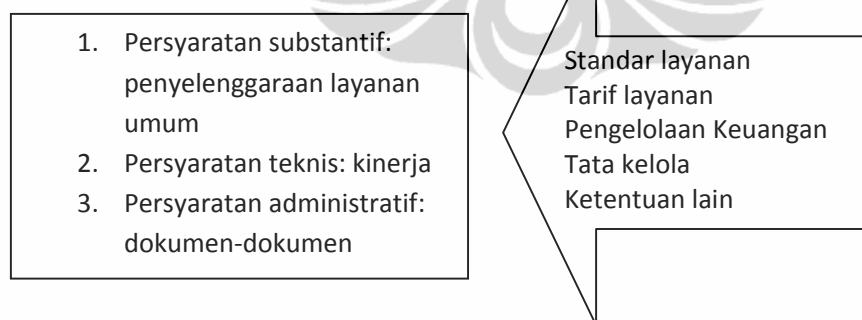 1. Persyaratan substantif:
penyelenggaraan layanan
umum
2. Persyaratan teknis: kinerja
3. Persyaratan administratif:
dokumen-dokumen
Standar layanan
Tarif layanan
Pengelolaan Keuangan
Tata kelola
Ketentuan lain